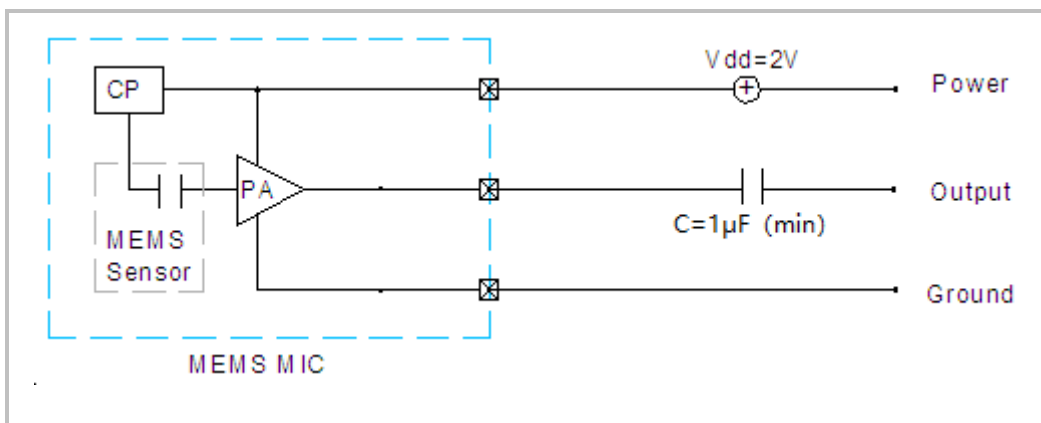 Vdd=2V
CP
Power
PA
Output
C=1μF (min)
MEMS
Sensor
Ground
MEMS MIC